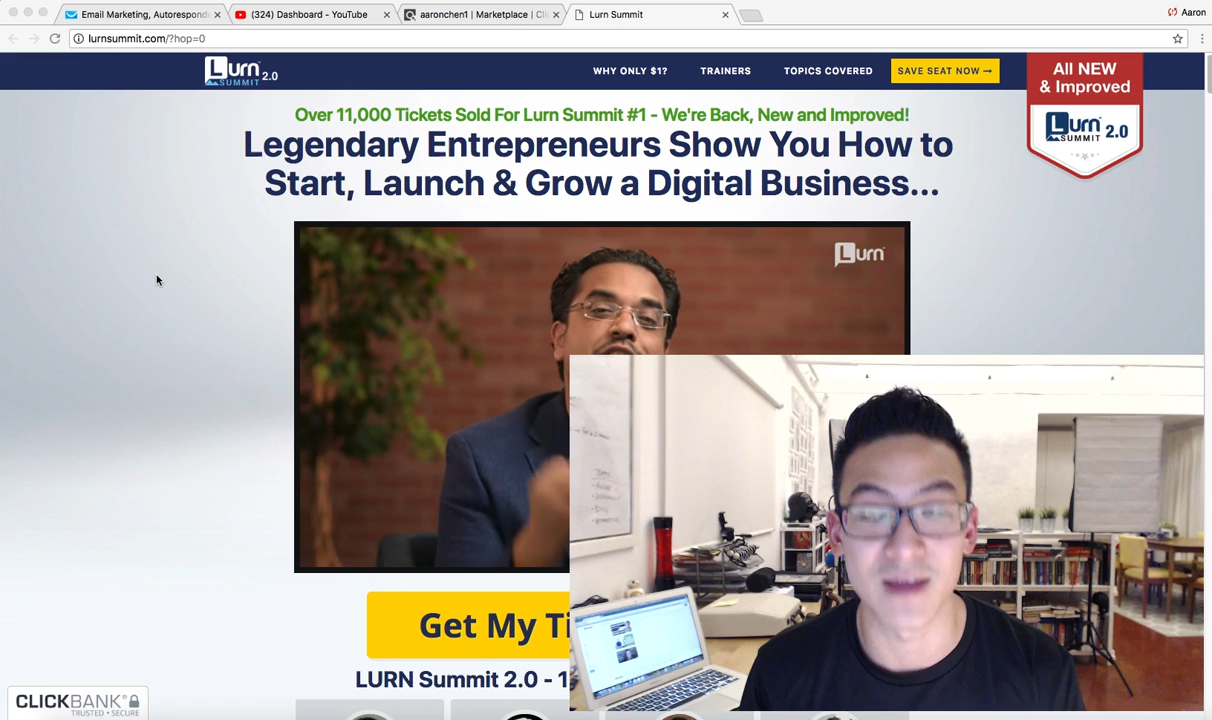 Email Marketing, Autorespond
(324) Dashboard - YouTube
aaronchen1 | Marketplace | Cli
Lurn Summit
Aaron
lurnsummit.com/?hop=0
Lurn
SUMMIT 2.0
WHY ONLY $1?
TRAINERS
TOPICS COVERED
SAVE SEAT NOW →
All NEW
& Improved
Lurn
SUMMIT 2.0
Over 11,000 Tickets Sold For Lurn Summit #1 - We're Back, New and Improved!
Legendary Entrepreneurs Show You How to
Start, Launch & Grow a Digital Business...
Lurn
Get My Ti
LURN Summit 2.0 - 1
CLICKBANK®
TRUSTED • SECURE